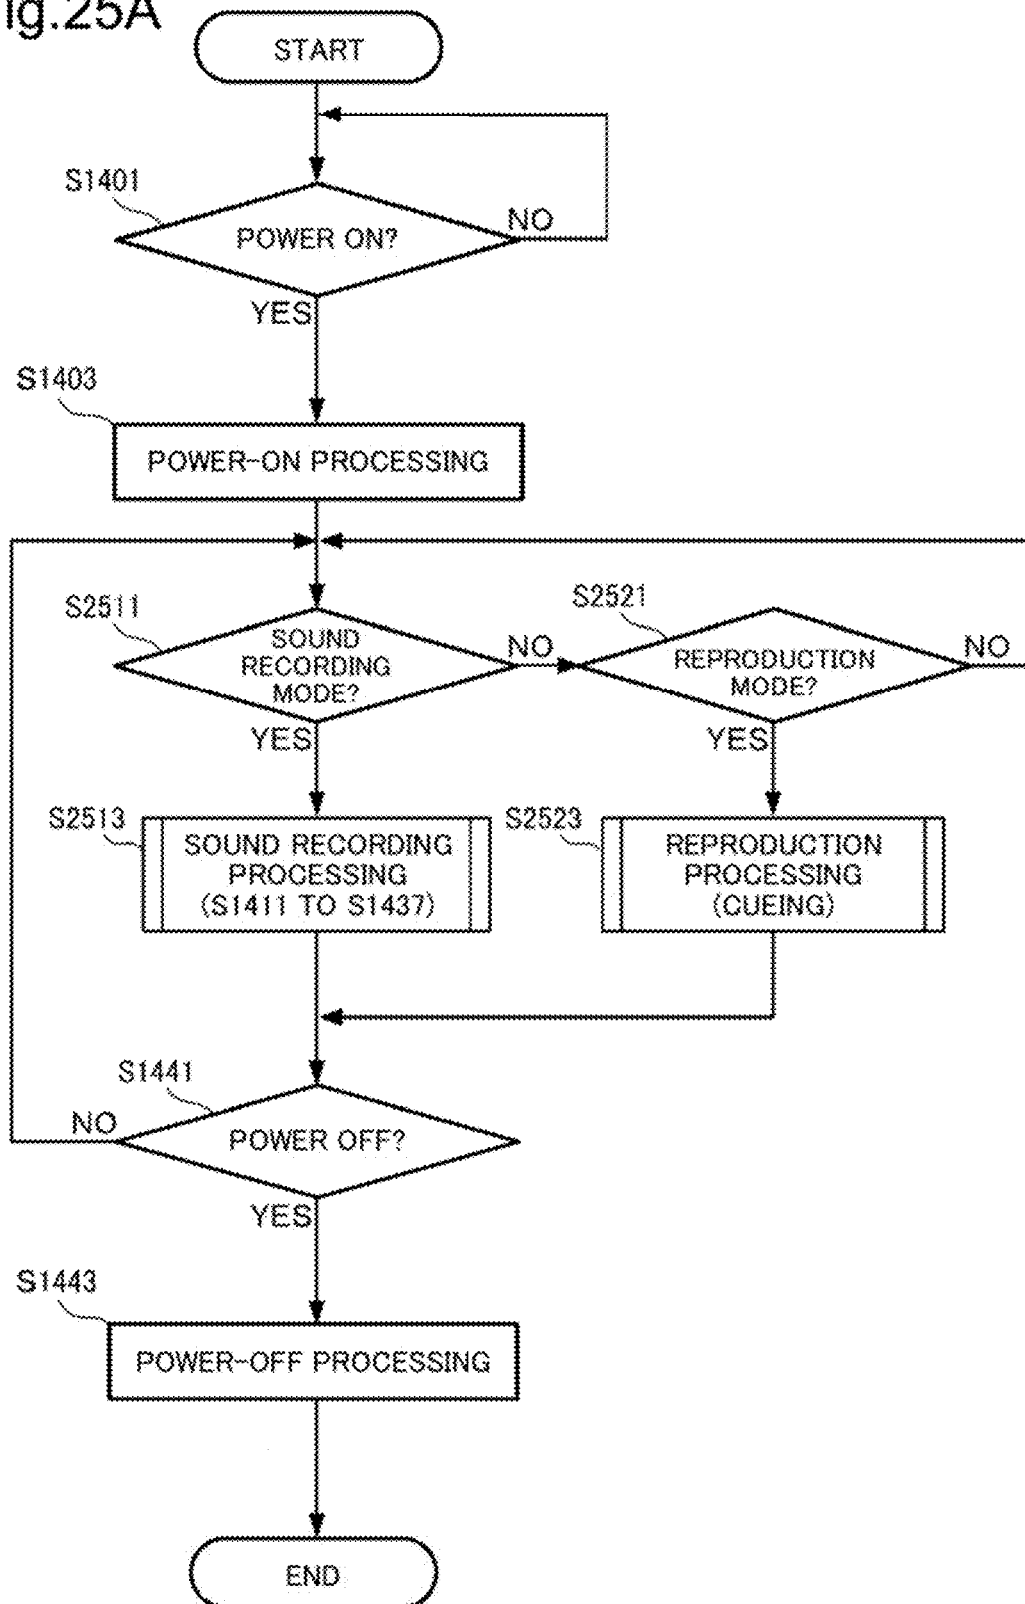 ig.25A
START
S1401
POWER ON?
NO
YES
S1403
POWER-ON PROCESSING
S2511
SOUND
RECORDING
MODE?
NO
YES
S2521
REPRODUCTION
MODE?
NO
YES
S2513
SOUND RECORDING
PROCESSING
(S1411 TO S1437)
S2523
REPRODUCTION
PROCESSING
(CUEING)
S1441
NO
POWER OFF?
YES
S1443
POWER-OFF PROCESSING
END